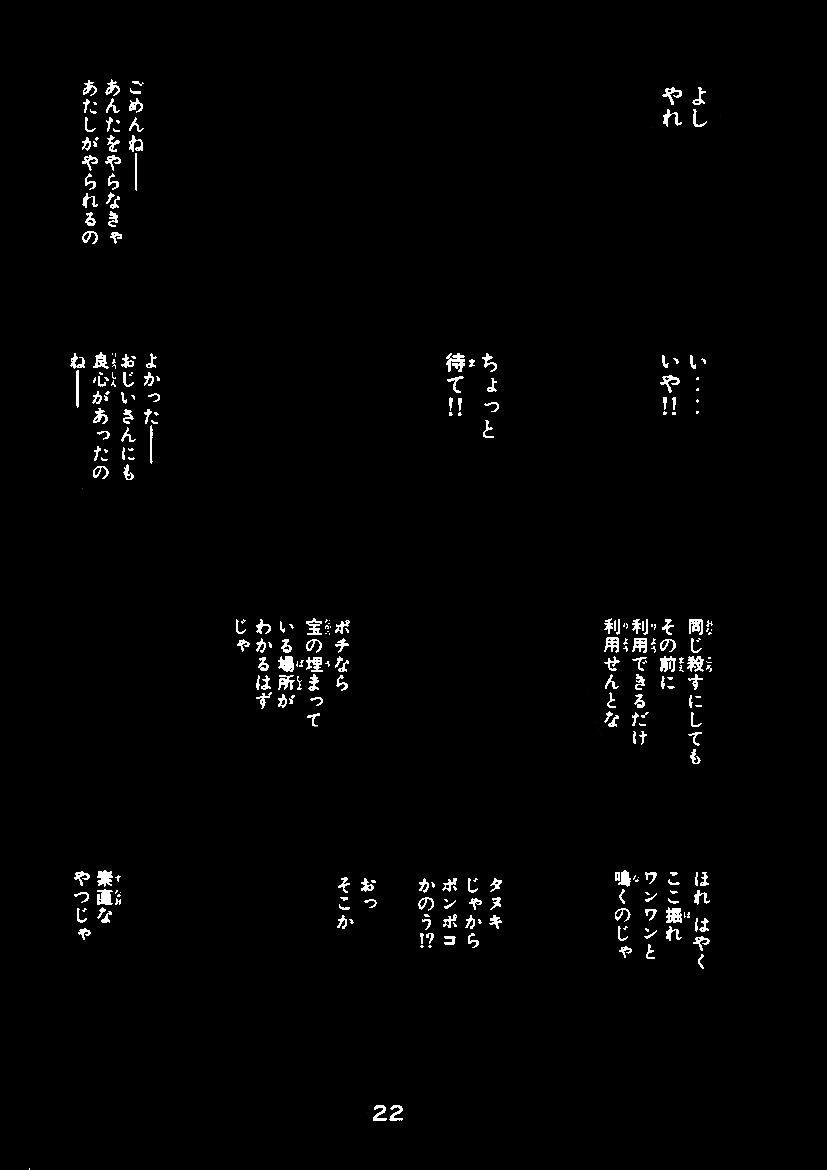 よし
やれ
ごめんね――
あんたをやらなきゃ
あたしがやられるの
い‥‥
いや!!
ちょっと
待て!!
よかった――
おじいさんにも
良心があったの
ね――
同じ殺すにしても
その前に
利用できるだけ
利用せんとな
ポチなら
宝の埋まって
いる場所が
わかるはず
じゃ
ほれ はやく
ここ掘れ
ワンワンと
鳴くのじゃ
タヌキ
じゃから
ポンポコ
かのう!?
おっ
そこか
素直な
やつじゃ
22